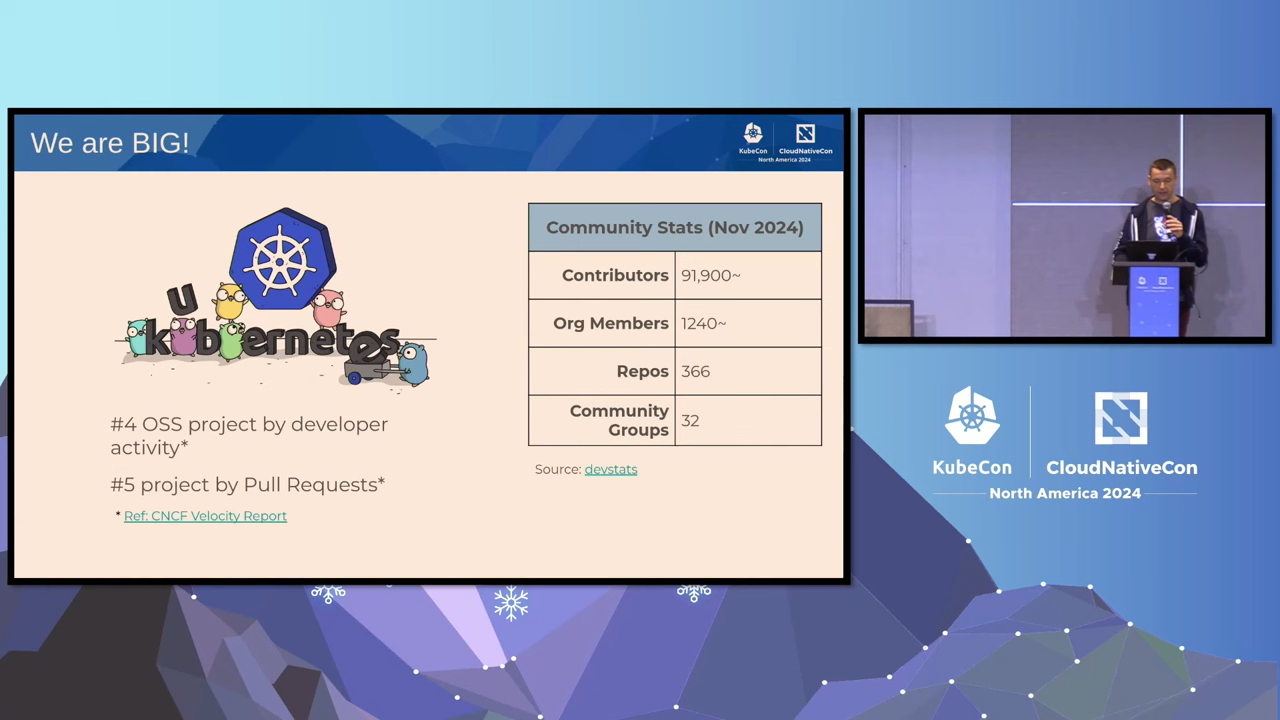 We are BIG!
KubeCon
CloudNativeCon
North America 2024
u
kubernetes
#4 OSS project by developer
activity*
#5 project by Pull Requests*
* Ref: CNCF Velocity Report
Community Stats (Nov 2024)
Contributors 91,900~
Org Members 1240~
Repos 366
Community
Groups 32
Source: devstats
KubeCon
CloudNativeCon
North America 2024